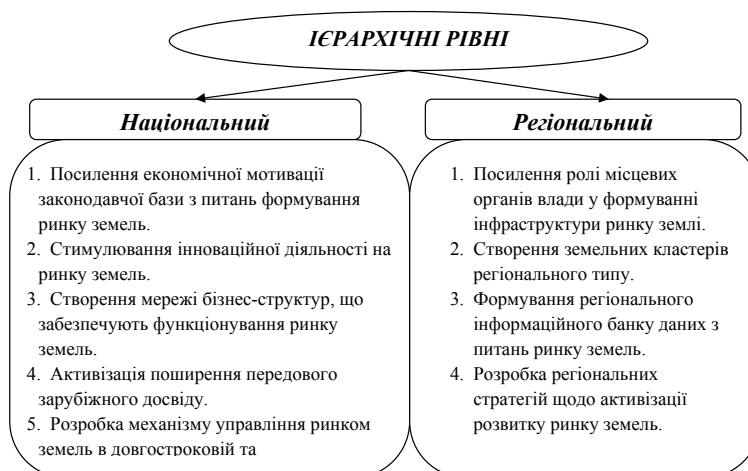 ІЄРАРХІЧНІ РІВНІ
Національний
1. Посилення економічної мотивації
законодавчої бази з питань формування
ринку земель.
2. Стимулювання інноваційної діяльності на
ринку земель.
3. Створення мережі бізнес-структур, що
забезпечують функціонування ринку
земель.
4. Активізація поширення передового
зарубіжного досвіду.
5. Розробка механізму управління ринком
земель в довгостроковій та
Регіональний
1. Посилення ролі місцевих
органів влади у формуванні
інфраструктури ринку землі.
2. Створення земельних кластерів
регіонального типу.
3. Формування регіонального
інформаційного банку даних з
питань ринку земель.
4. Розробка регіональних
стратегій щодо активізації
розвитку ринку земель.